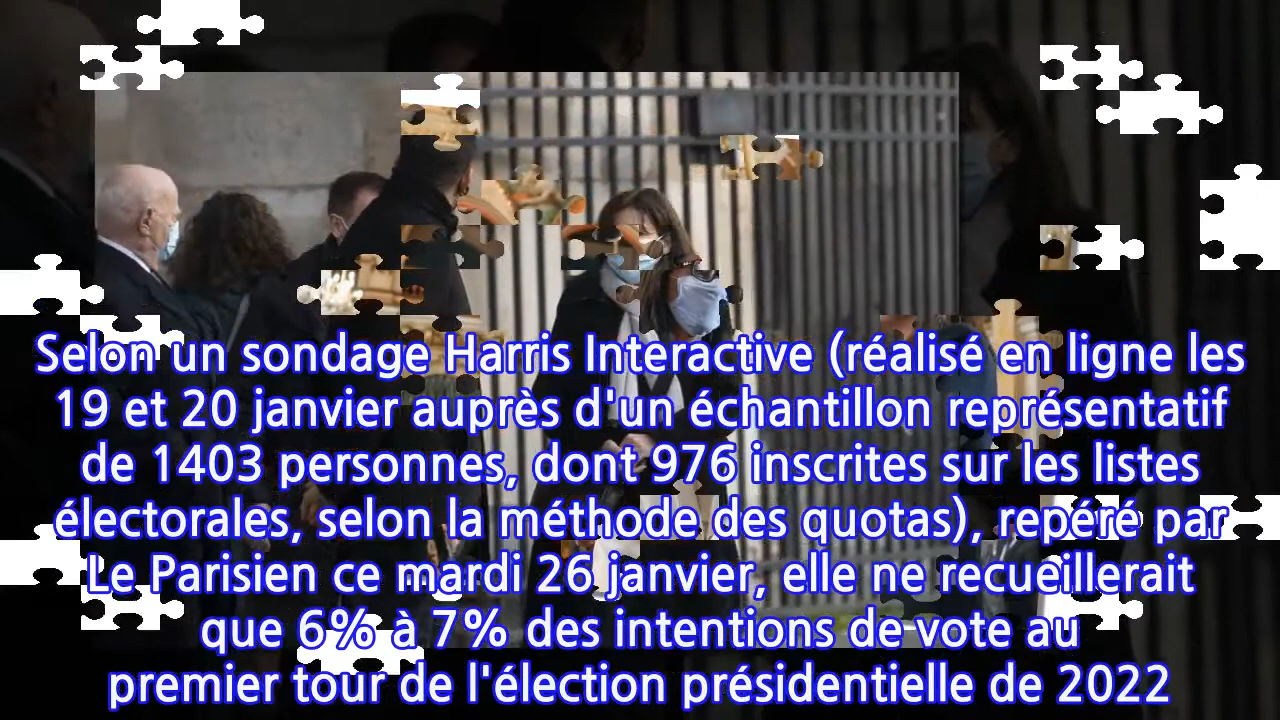 Selon un sondage Harris Interactive (réalisé en ligne les
19 et 20 janvier auprès d'un échantillon représentatif
de 1403 personnes, dont 976 inscrites sur les listes
électorales, selon la méthode des quotas), repéré par
Le Parisien ce mardi 26 janvier, elle ne recueillerait
que 6% à 7% des intentions de vote au
premier tour de l'élection présidentielle de 2022